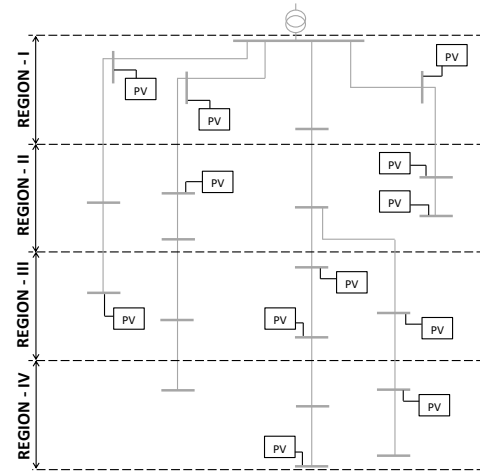 REGION - I
PV
PV
PV
REGION - II
PV
PV
PV
REGION - III
PV
PV
PV
PV
REGION - IV
PV
PV